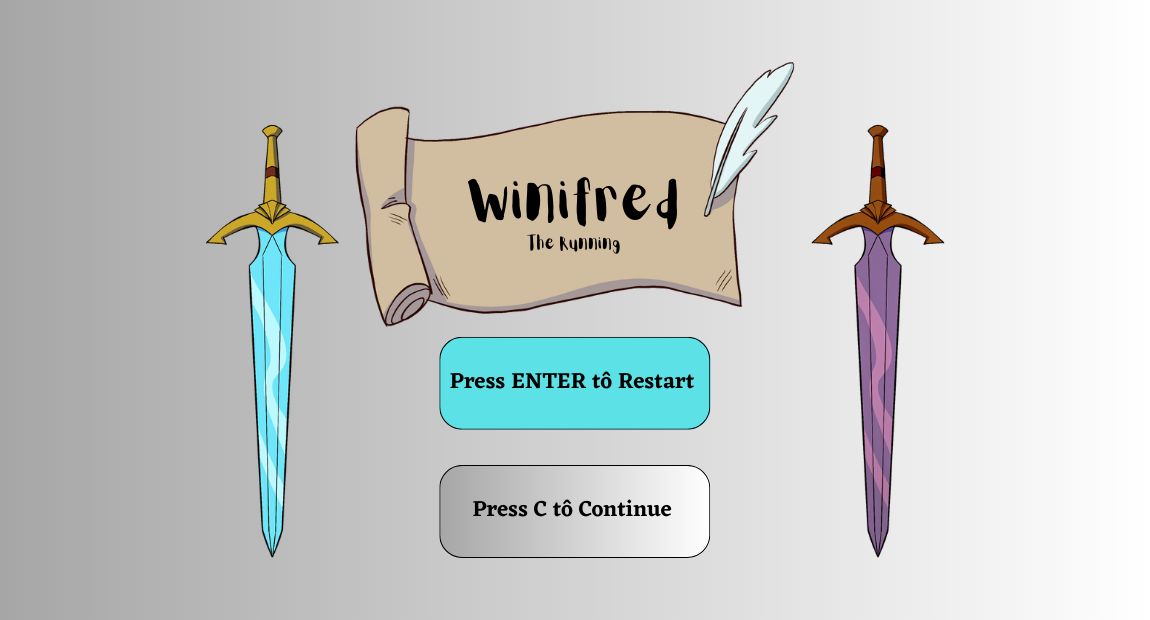 Winifred
The Running
Press ENTER tô Restart
Press C tô Continue